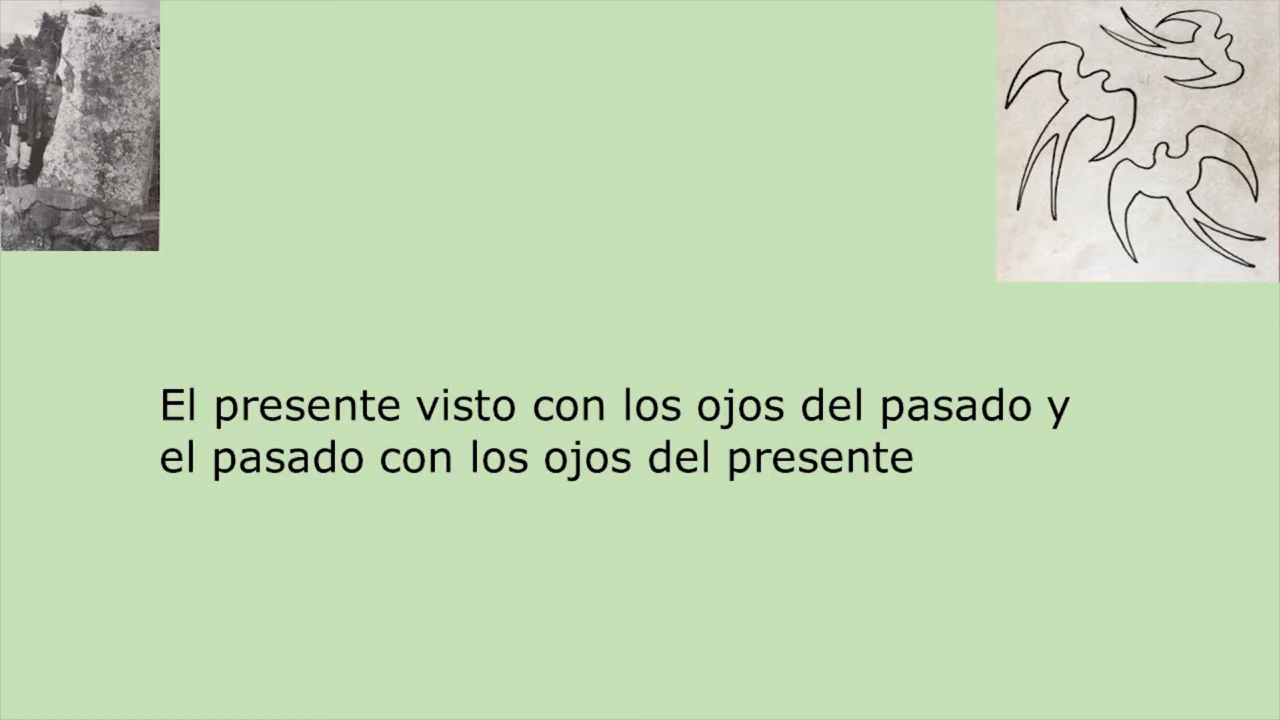 El presente visto con los ojos del pasado y
el pasado con los ojos del presente